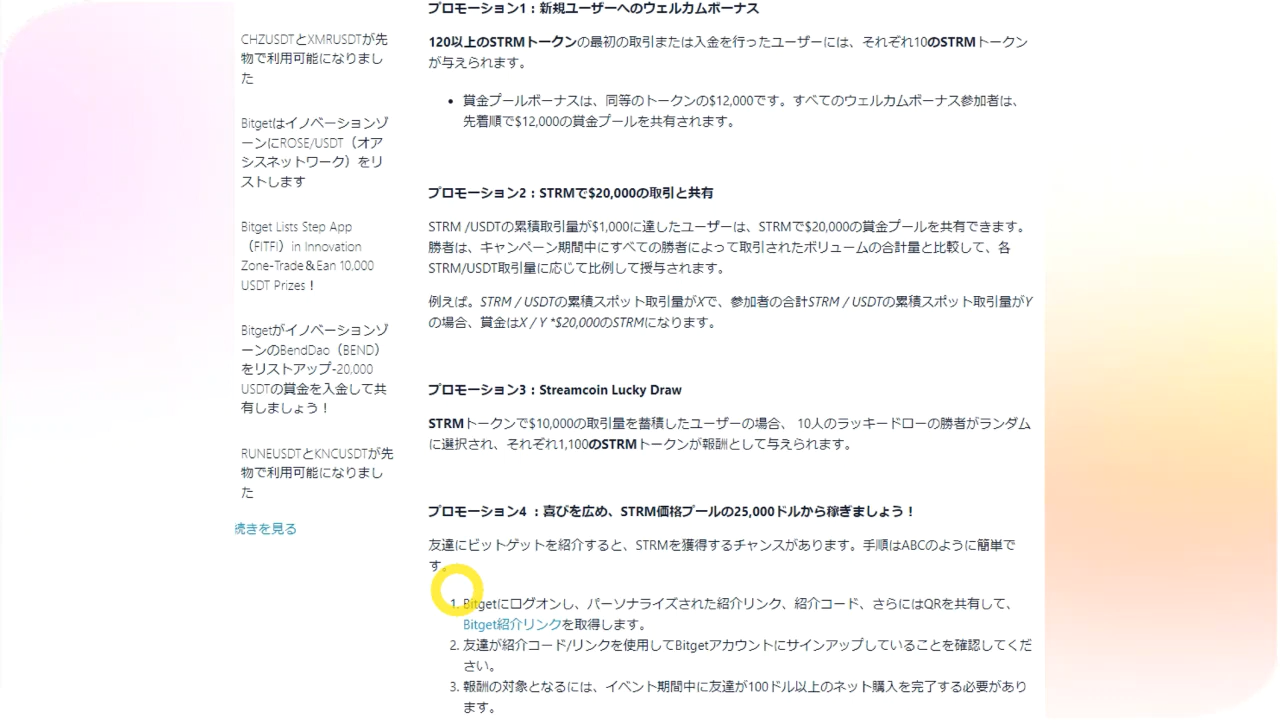 CHZUSDTとXMRUSDTが先
物で利用可能になりまし
た
Bitgetはイノベーションゾ
ーンにROSE/USDT（オア
シスネットワーク）をリ
ストします
Bitget Lists Step App
（FITFI）in Innovation
Zone-Trade＆Ean 10,000
USDT Prizes！
Bitgetがイノベーションゾ
ーンのBendDao（BEND）
をリストアップ-20,000
USDTの賞金を入金して共
有しましょう！
RUNEUSDTとKNCUSDTが先
物で利用可能になりまし
た
続きを見る
プロモーション1：新規ユーザーへのウェルカムボーナス
120以上のSTRMトークンの最初の取引または入金を行ったユーザーには、それぞれ10のSTRMトークン
が与えられます。
• 賞金プールボーナスは、同等のトークンの$12,000です。すべてのウェルカムボーナス参加者は、
先着順で$12,000の賞金プールを共有されます。
プロモーション2：STRMで$20,000の取引と共有
STRM /USDTの累積取引量が$1,000に達したユーザーは、STRMで$20,000の賞金プールを共有できます。
勝者は、キャンペーン期間中にすべての勝者によって取引されたボリュームの合計量と比較して、各
STRM/USDT取引量に応じて比例して授与されます。
例えば。STRM / USDTの累積スポット取引量がXで、参加者の合計STRM / USDTの累積スポット取引量がY
の場合、賞金はX / Y *$20,000のSTRMになります。
プロモーション3：Streamcoin Lucky Draw
STRMトークンで$10,000の取引量を蓄積したユーザーの場合、 10人のラッキードローの勝者がランダム
に選択され、それぞれ1,100のSTRMトークンが報酬として与えられます。
プロモーション4 ：喜びを広め、STRM価格プールの25,000ドルから稼ぎましょう！
友達にビットゲットを紹介すると、STRMを獲得するチャンスがあります。手順はABCのように簡単で
す。
1. Bitgetにログオンし、パーソナライズされた紹介リンク、紹介コード、さらにはQRを共有して、
Bitget紹介リンクを取得します。
2. 友達が紹介コード/リンクを使用してBitgetアカウントにサインアップしていることを確認してくだ
さい。
3. 報酬の対象となるには、イベント期間中に友達が100ドル以上のネット購入を完了する必要があり
ます。